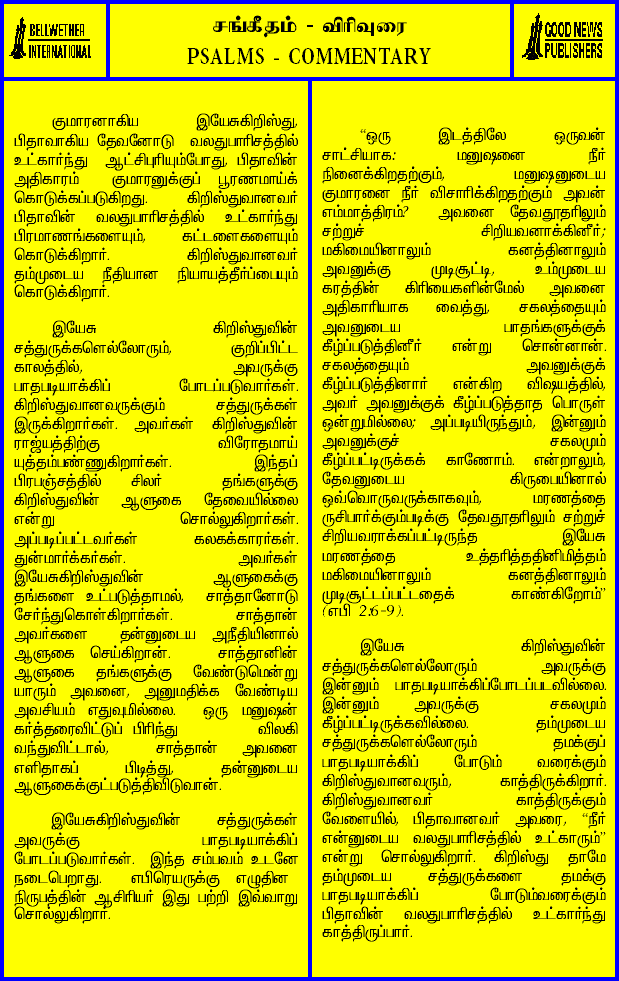 BELLWETHER
INTERNATIONAL
சங்கீதம் - விரிவுரை
PSALMS - COMMENTARY
GOOD NEWS
PUBLISHERS
குமாரனாகிய இயேசுகிறிஸ்து,
பிதாவாகிய தேவனோடு வலதுபாரிசத்தில்
உட்கார்ந்து ஆட்சிபுரியும்போது, பிதாவின்
அதிகாரம் குமாரனுக்குப் பூரணமாய்க்
கொடுக்கப்படுகிறது. கிறிஸ்துவானவர்
பிதாவின் வலதுபாரிசத்தில் உட்கார்ந்து
பிரமாணங்களையும், கட்டளைகளையும்
கொடுக்கிறார். கிறிஸ்துவானவர்
தம்முடைய நீதியான நியாயத்தீர்ப்பையும்
கொடுக்கிறார்.
இயேசு கிறிஸ்துவின்
சத்துருக்களெல்லோரும், குறிப்பிட்ட
காலத்தில், அவருக்கு
பாதபடியாக்கிப் போடப்படுவார்கள்.
கிறிஸ்துவானவருக்கும் சத்துருக்கள்
இருக்கிறார்கள். அவர்கள் கிறிஸ்துவின்
ராஜ்யத்திற்கு விரோதமாய்
யுத்தம்பண்ணுகிறார்கள். இந்தப்
பிரபஞ்சத்தில் சிலர் தங்களுக்கு
கிறிஸ்துவின் ஆளுகை தேவையில்லை
என்று சொல்லுகிறார்கள்.
அப்படிப்பட்டவர்கள் கலகக்காரர்கள்.
துன்மார்க்கர்கள். அவர்கள்
இயேசுகிறிஸ்துவின் ஆளுகைக்கு
தங்களை உட்படுத்தாமல், சாத்தானோடு
சேர்ந்துகொள்கிறார்கள். சாத்தான்
அவர்களை தன்னுடைய அநீதியினால்
ஆளுகை செய்கிறான். சாத்தானின்
ஆளுகை தங்களுக்கு வேண்டுமென்று
யாரும் அவனை, அனுமதிக்க வேண்டிய
அவசியம் எதுவுமில்லை. ஒரு மனுஷன்
கர்த்தரைவிட்டுப் பிரிந்து விலகி
வந்துவிட்டால், சாத்தான் அவனை
எளிதாகப் பிடித்து, தன்னுடைய
ஆளுகைக்குட்படுத்திவிடுவான்.
இயேசுகிறிஸ்துவின் சத்துருக்கள்
அவருக்கு பாதபடியாக்கிப்
போடப்படுவார்கள். இந்த சம்பவம் உடனே
நடைபெறாது. எபிரெயருக்கு எழுதின
நிருபத்தின் ஆசிரியர் இது பற்றி இவ்வாறு
சொல்லுகிறார்.
“ஒரு இடத்திலே ஒருவன்
சாட்சியாக: மனுஷனை நீர்
நினைக்கிறதற்கும், மனுஷனுடைய
குமாரனை நீர் விசாரிக்கிறதற்கும் அவன்
எம்மாத்திரம்? அவனை தேவதூதரிலும்
சற்றுச் சிறியவனாக்கினீர்;
மகிமையினாலும் கனத்தினாலும்
அவனுக்கு முடிசூட்டி, உம்முடைய
கரத்தின் கிரியைகளின்மேல் அவனை
அதிகாரியாக வைத்து, சகலத்தையும்
அவனுடைய பாதங்களுக்குக்
கீழ்ப்படுத்தினீர் என்று சொன்னான்.
சகலத்தையும் அவனுக்குக்
கீழ்ப்படுத்தினார் என்கிற விஷயத்தில்,
அவர் அவனுக்குக் கீழ்ப்படுத்தாத பொருள்
ஒன்றுமில்லை; அப்படியிருந்தும், இன்னும்
அவனுக்குச் சகலமும்
கீழ்ப்பட்டிருக்கக் காணோம். என்றாலும்,
தேவனுடைய கிருபையினால்
ஒவ்வொருவருக்காகவும், மரணத்தை
ருசிபார்க்கும்படிக்கு தேவதூதரிலும் சற்றுச்
சிறியவராக்கப்பட்டிருந்த இயேசு
மரணத்தை உத்தரித்ததினிமித்தம்
மகிமையினாலும் கனத்தினாலும்
முடிசூட்டப்பட்டதைக் காண்கிறோம்”
(எபி 2:6-9).
இயேசு கிறிஸ்துவின்
சத்துருக்களெல்லோரும் அவருக்கு
இன்னும் பாதபடியாக்கிப்போடப்படவில்லை.
இன்னும் அவருக்கு சகலமும்
கீழ்ப்பட்டிருக்கவில்லை. தம்முடைய
சத்துருக்களெல்லோரும் தமக்குப்
பாதபடியாக்கிப் போடும் வரைக்கும்
கிறிஸ்துவானவரும், காத்திருக்கிறார்.
கிறிஸ்துவானவர் காத்திருக்கும்
வேளையில், பிதாவானவர் அவரை, “நீர்
என்னுடைய வலதுபாரிசத்தில் உட்காரும்”
என்று சொல்லுகிறார். கிறிஸ்து தாமே
தம்முடைய சத்துருக்களை தமக்கு
பாதபடியாக்கிப் போடும்வரைக்கும்
பிதாவின் வலதுபாரிசத்தில் உட்கார்ந்து
காத்திருப்பார்.